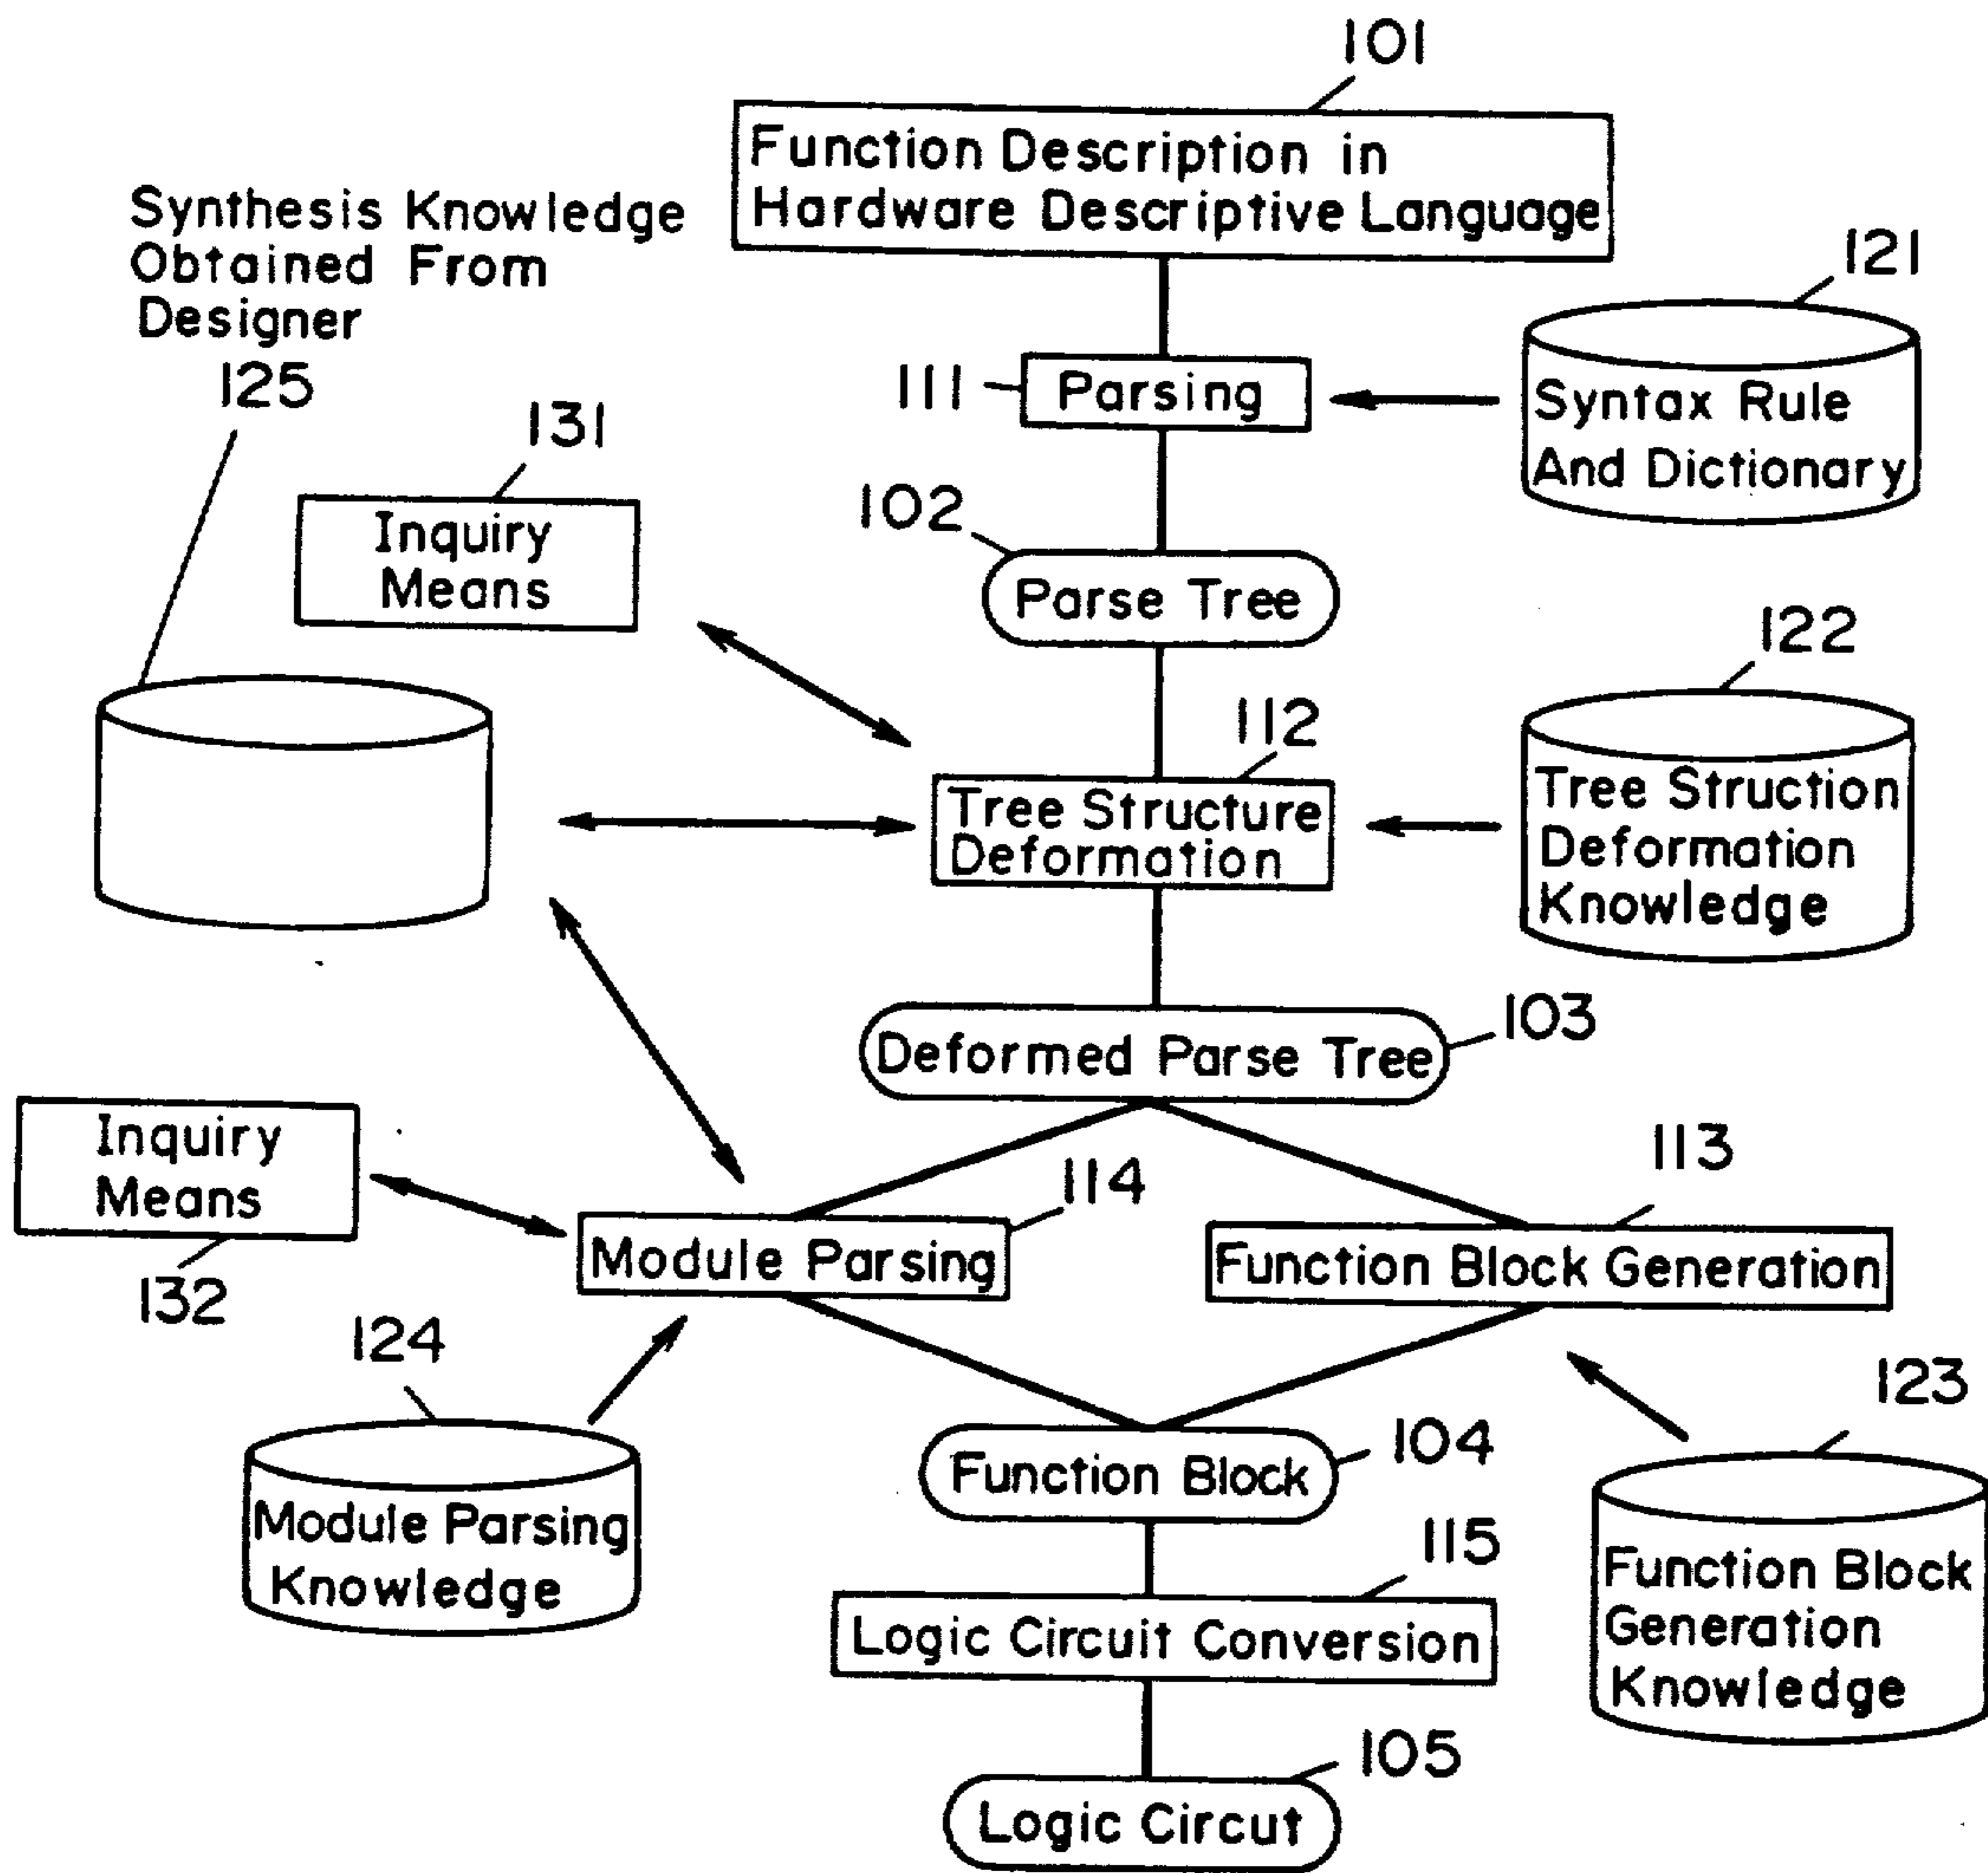 101
Function Description in
Hardware Descriptive Language
Synthesis Knowledge
Obtained From
Designer
125
121
Syntax Rule
And Dictionary
111
Parsing
131
Inquiry
Means
102
Parse Tree
122
Tree Struction
Deformation
Knowledge
112
Tree Structure
Deformation
103
Deformed Parse Tree
Inquiry
Means
132
114
Module Parsing
113
Function Block Generation
124
Module Parsing
Knowledge
104
Function Block
123
Function Block
Generation
Knowledge
115
Logic Circuit Conversion
105
Logic Circut